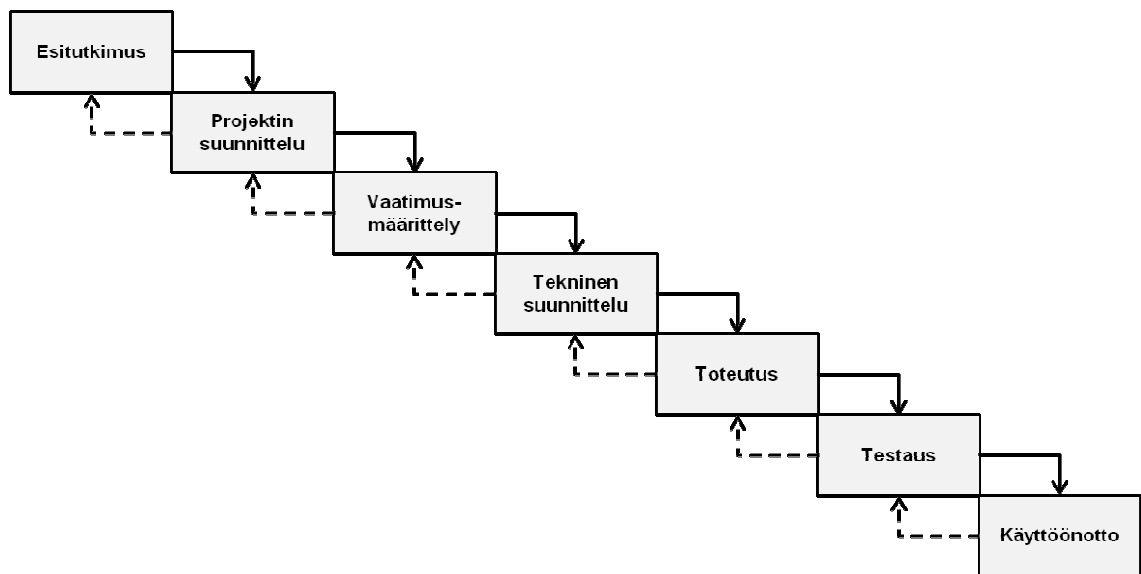 Esitutkimus
Projektin
suunnittelu
Vaatimus-
määrittely
Tekninen
suunnittelu
Toteutus
Testaus
Käyttöönotto